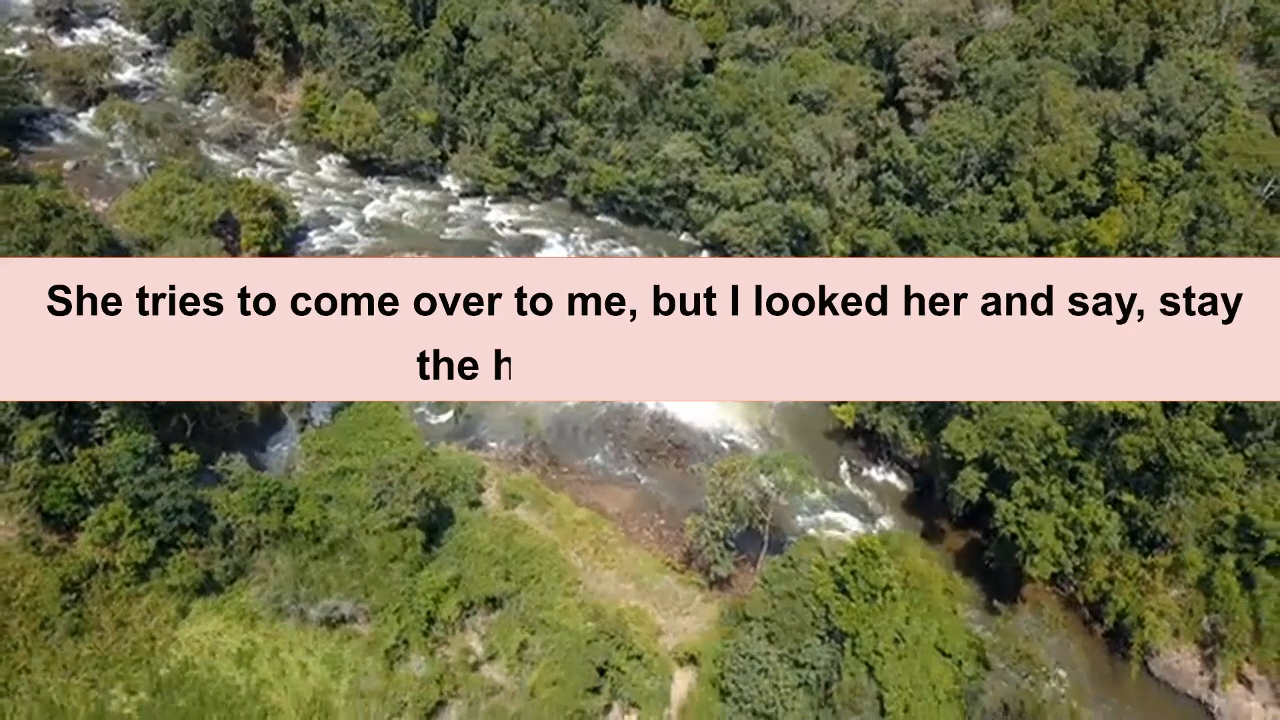 She tries to come over to me, but I looked her and say, stay
the h